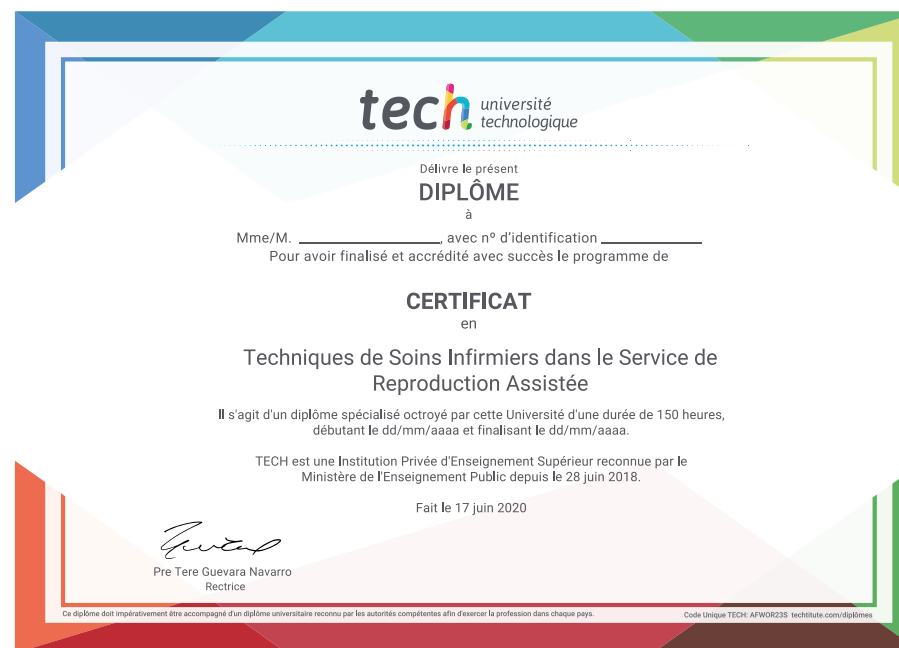 tech université
technologique
Délivre le présent
DIPLÔME
à
Mme/M. ____________________, avec nº d'identification ______________
Pour avoir finalisé et accrédité avec succès le programme de
CERTIFICAT
en
Techniques de Soins Infirmiers dans le Service de
Reproduction Assistée
Il s'agit d'un diplôme spécialisé octroyé par cette Université d'une durée de 150 heures,
débutant le dd/mm/aaaa et finalisant le dd/mm/aaaa.
TECH est une Institution Privée d'Enseignement Supérieur reconnue par le
Ministère de l'Enseignement Public depuis le 28 juin 2018.
Fait le 17 juin 2020
Pre Tere Guevara Navarro
Rectrice
Ce diplôme doit impérativement être accompagné d'un diplôme universitaire reconnu par les autorités compétentes afin d'exercer la profession dans chaque pays.
Code Unique TECH: AFWOR23S techtitute.com/diplômes